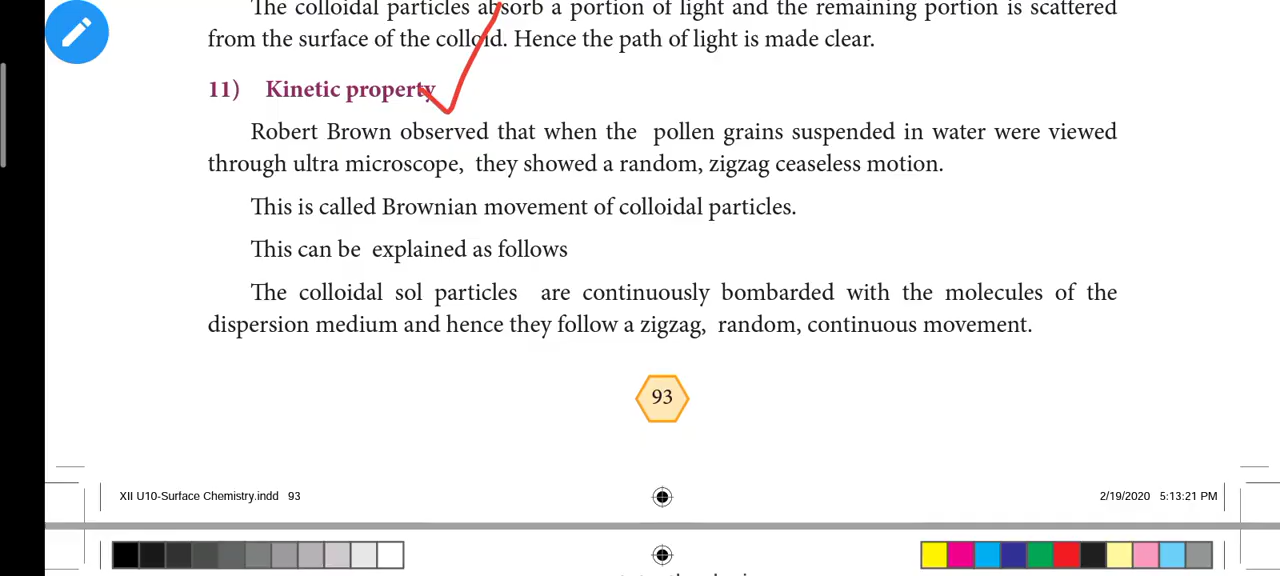 The colloidal particles absorb a portion of light and the remaining portion is scattered
from the surface of the colloid. Hence the path of light is made clear.
11) Kinetic property
Robert Brown observed that when the pollen grains suspended in water were viewed
through ultra microscope, they showed a random, zigzag ceaseless motion.
This is called Brownian movement of colloidal particles.
This can be explained as follows
The colloidal sol particles are continuously bombarded with the molecules of the
dispersion medium and hence they follow a zigzag, random, continuous movement.
93
XII U10-Surface Chemistry.indd 93
2/19/2020 5:13:21 PM